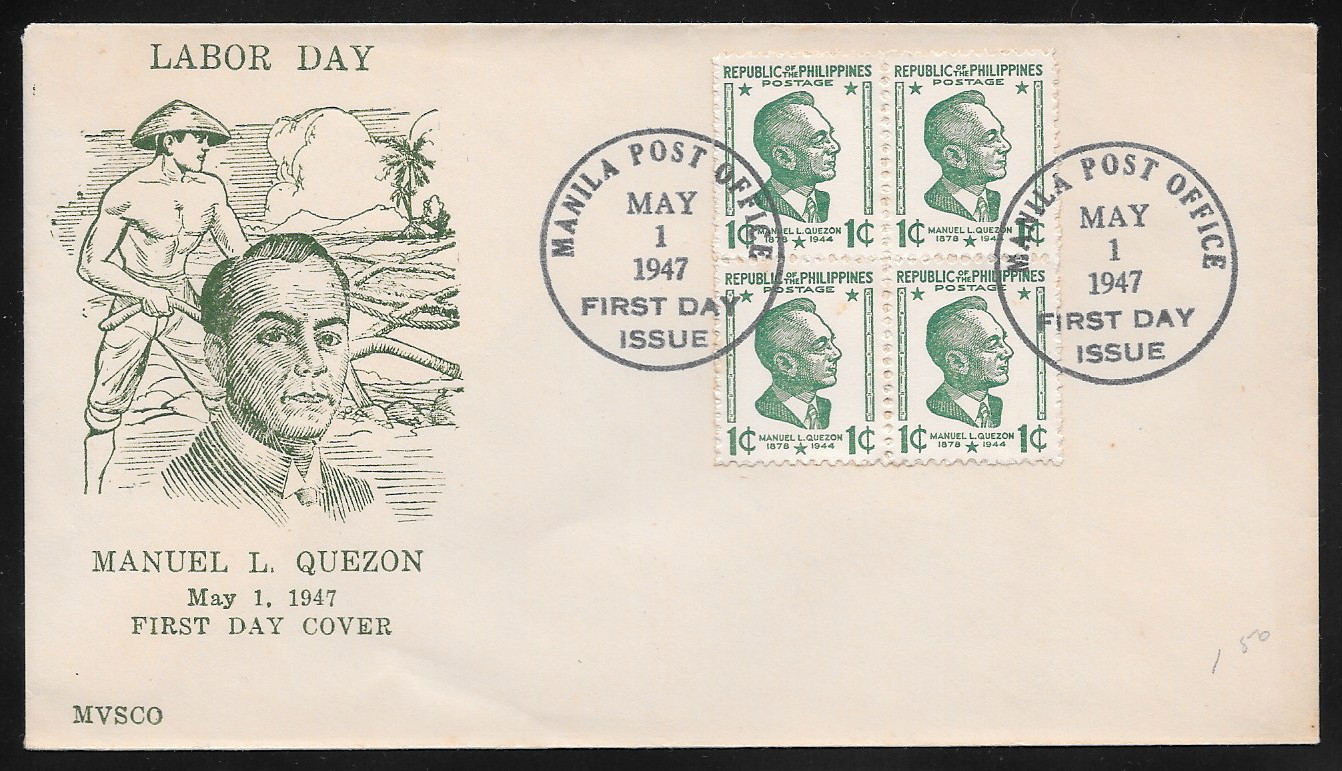 LABOR DAY
MANUEL L. QUEZON
May 1, 1947
FIRST DAY COVER
MVSCO
REPUBLIC OF THE PHILIPPINES
POSTAGE
1¢ MANUEL L. QUEZON 1¢
1878 1944
REPUBLIC OF THE PHILIPPINES
POSTAGE
1¢ MANUEL L. QUEZON 1¢
1878 1944
REPUBLIC OF THE PHILIPPINES
POSTAGE
1¢ MANUEL L. QUEZON 1¢
1878 1944
REPUBLIC OF THE PHILIPPINES
POSTAGE
1¢ MANUEL L. QUEZON 1¢
1878 1944
MANILA POST OFFICE
MAY
1
1947
FIRST DAY
ISSUE
MANILA POST OFFICE
MAY
1
1947
FIRST DAY
ISSUE
1 50